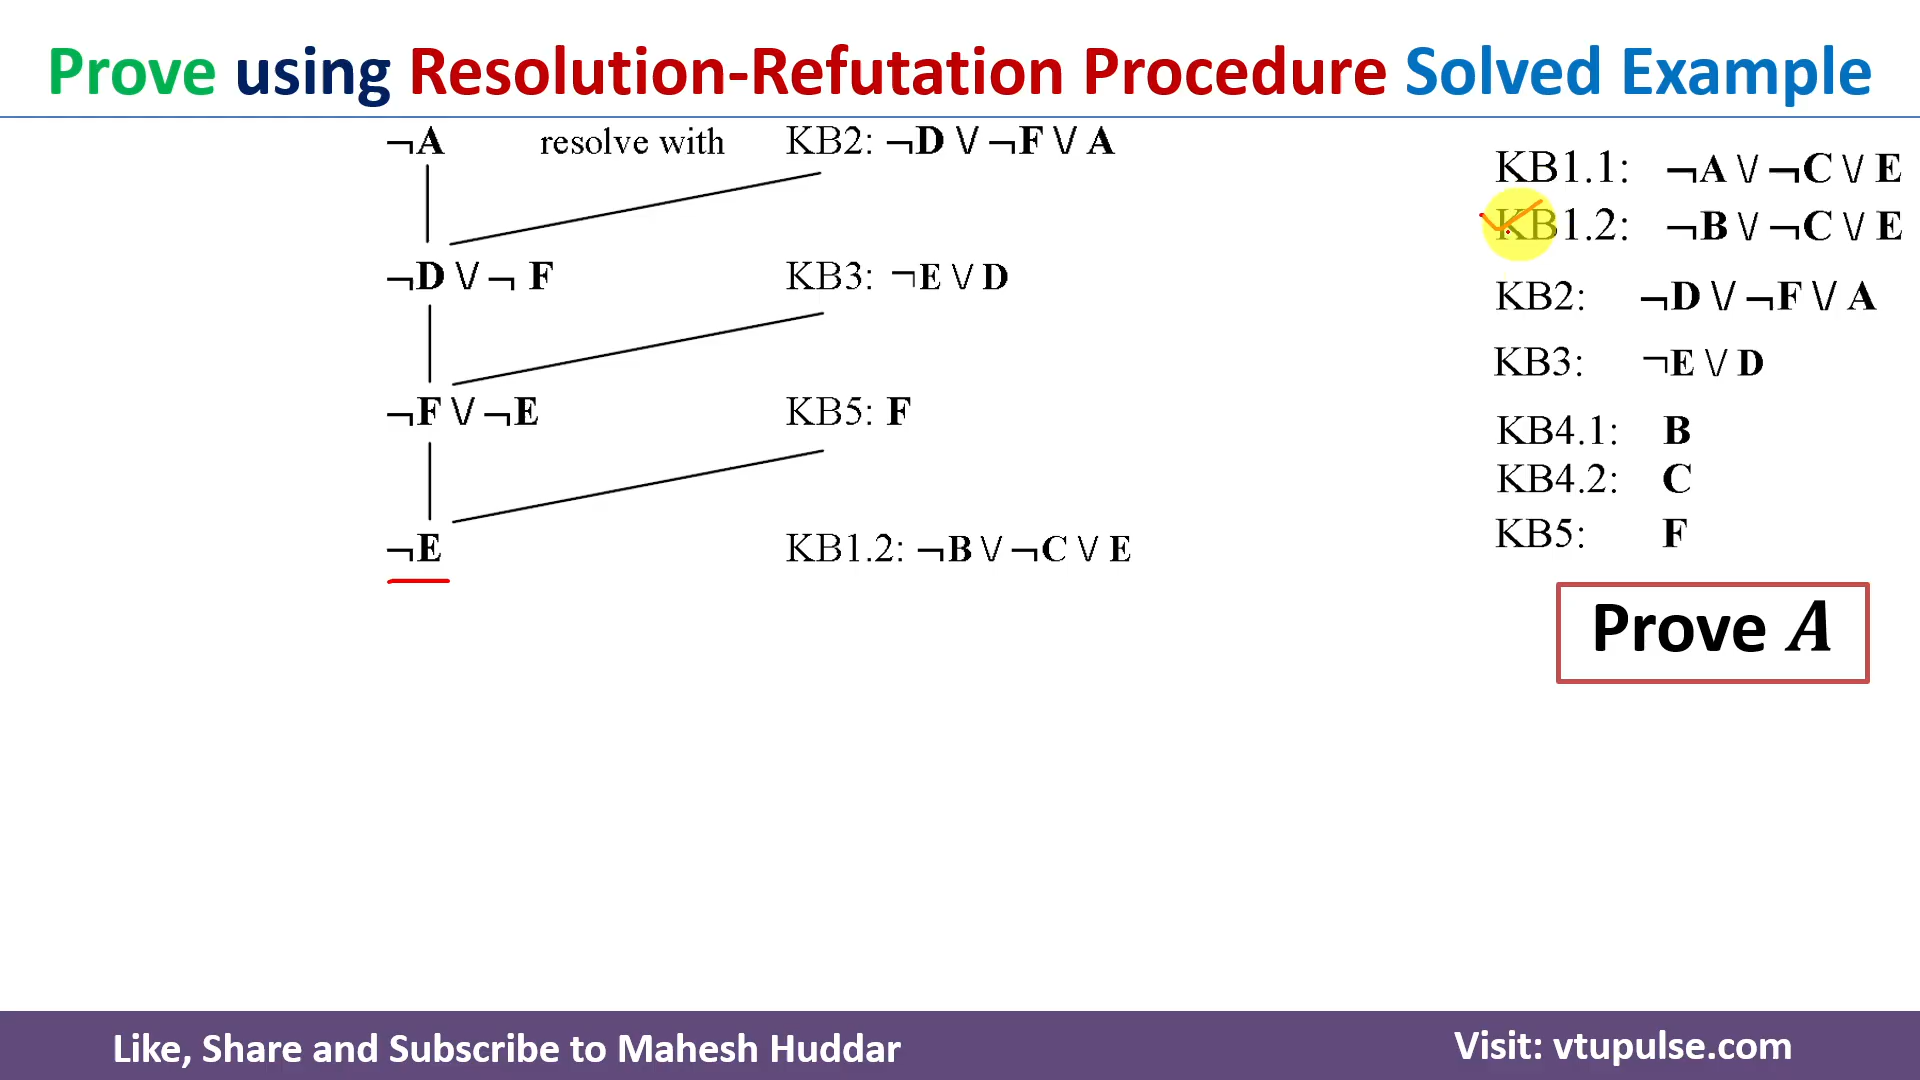 Prove using Resolution-Refutation Procedure Solved Example
¬A resolve with KB2: ¬D \/ ¬F \/ A
¬D \/ ¬ F KB3: ¬E \/ D
¬F \/ ¬E KB5: F
¬E KB1.2: ¬B \/ ¬C \/ E
KB1.1: ¬A \/ ¬C \/ E
KB1.2: ¬B \/ ¬C \/ E
KB2: ¬D \/ ¬F \/ A
KB3: ¬E \/ D
KB4.1: B
KB4.2: C
KB5: F
Prove A
Like, Share and Subscribe to Mahesh Huddar
Visit: vtupulse.com